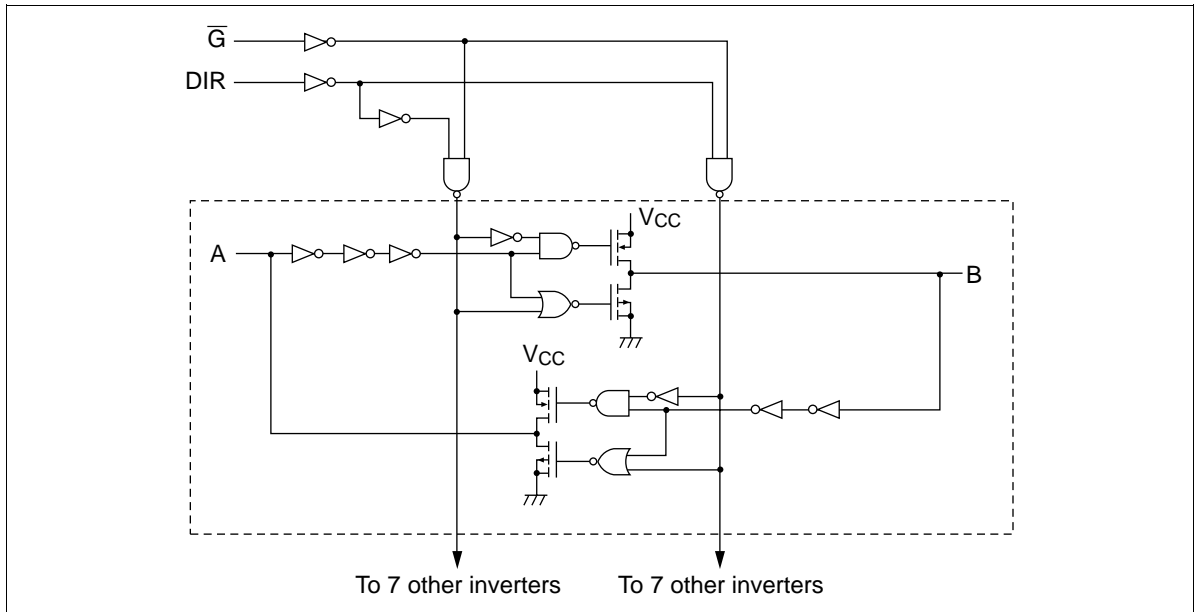 G̅
DIR
VCC
A
B
VCC
To 7 other inverters To 7 other inverters